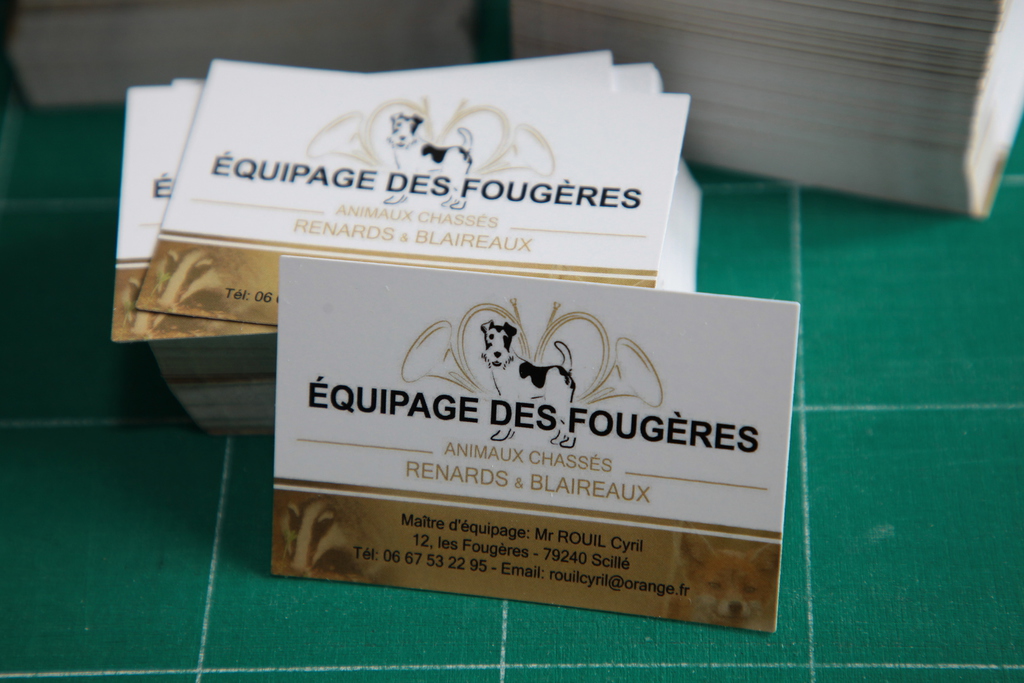 É
ÉQUIPAGE DES FOUGÈRES
ANIMAUX CHASSÉS
RENARDS & BLAIREAUX
Tél: 06
ÉQUIPAGE DES FOUGÈRES
ANIMAUX CHASSÉS
RENARDS & BLAIREAUX
Maître d'équipage: Mr ROUIL Cyril
12, les Fougères - 79240 Scillé
Tél: 06 67 53 22 95 - Email: rouilcyril@orange.fr